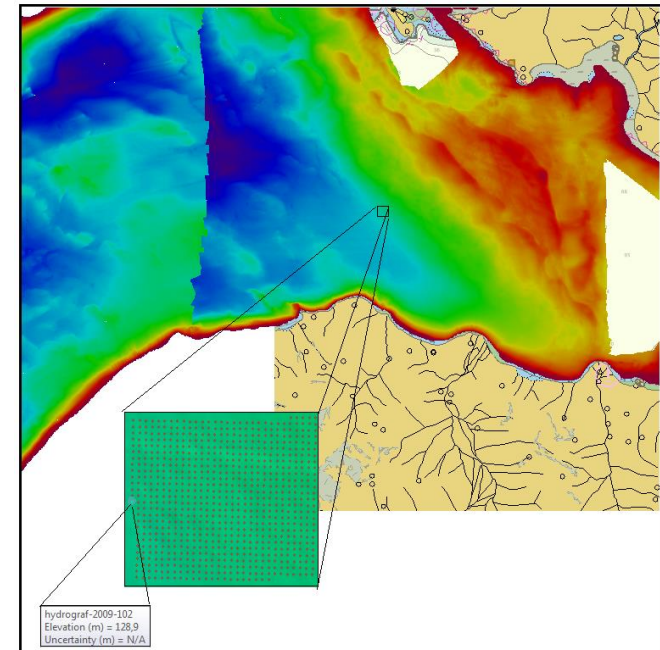 hydrograf-2009-102
Elevation (m) = 128,9
Uncertainty (m) = N/A